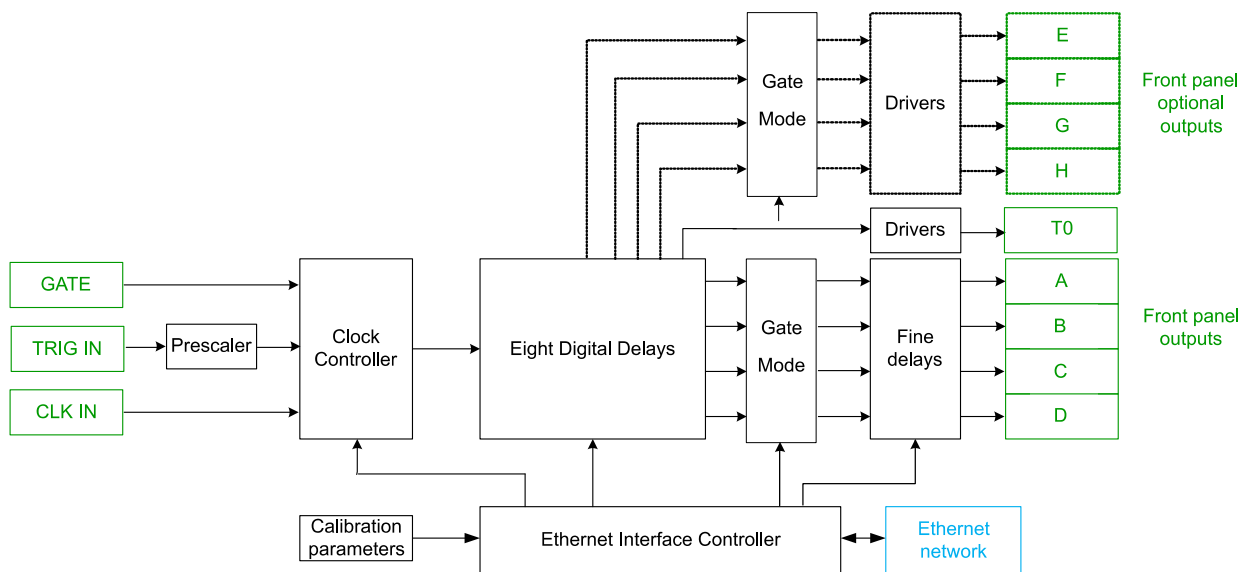 E
F
G
H
Gate
Mode
Drivers
Front panel
optional
outputs
Drivers
T0
GATE
TRIG IN
CLK IN
Prescaler
Clock
Controller
Eight Digital Delays
Gate
Mode
Fine
delays
A
B
C
D
Front panel
outputs
Calibration
parameters
Ethernet Interface Controller
Ethernet
network